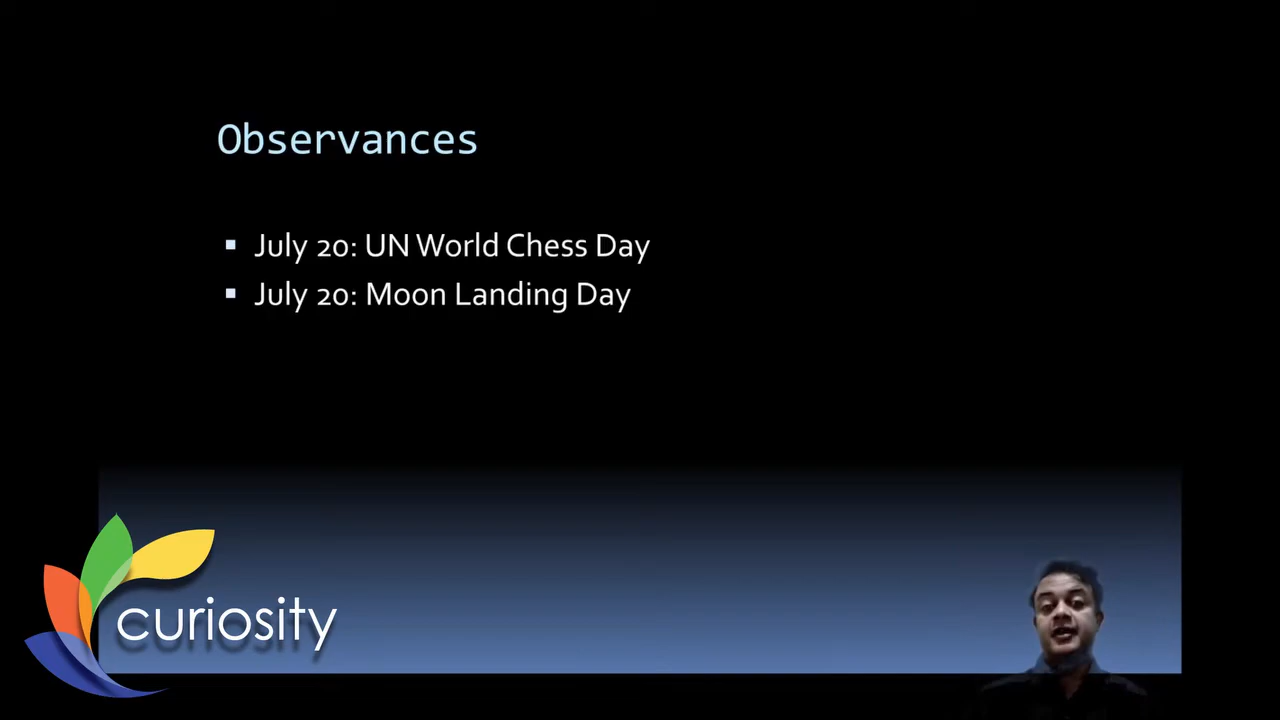 Observances
▪ July 20: UN World Chess Day
▪ July 20: Moon Landing Day
curiosity